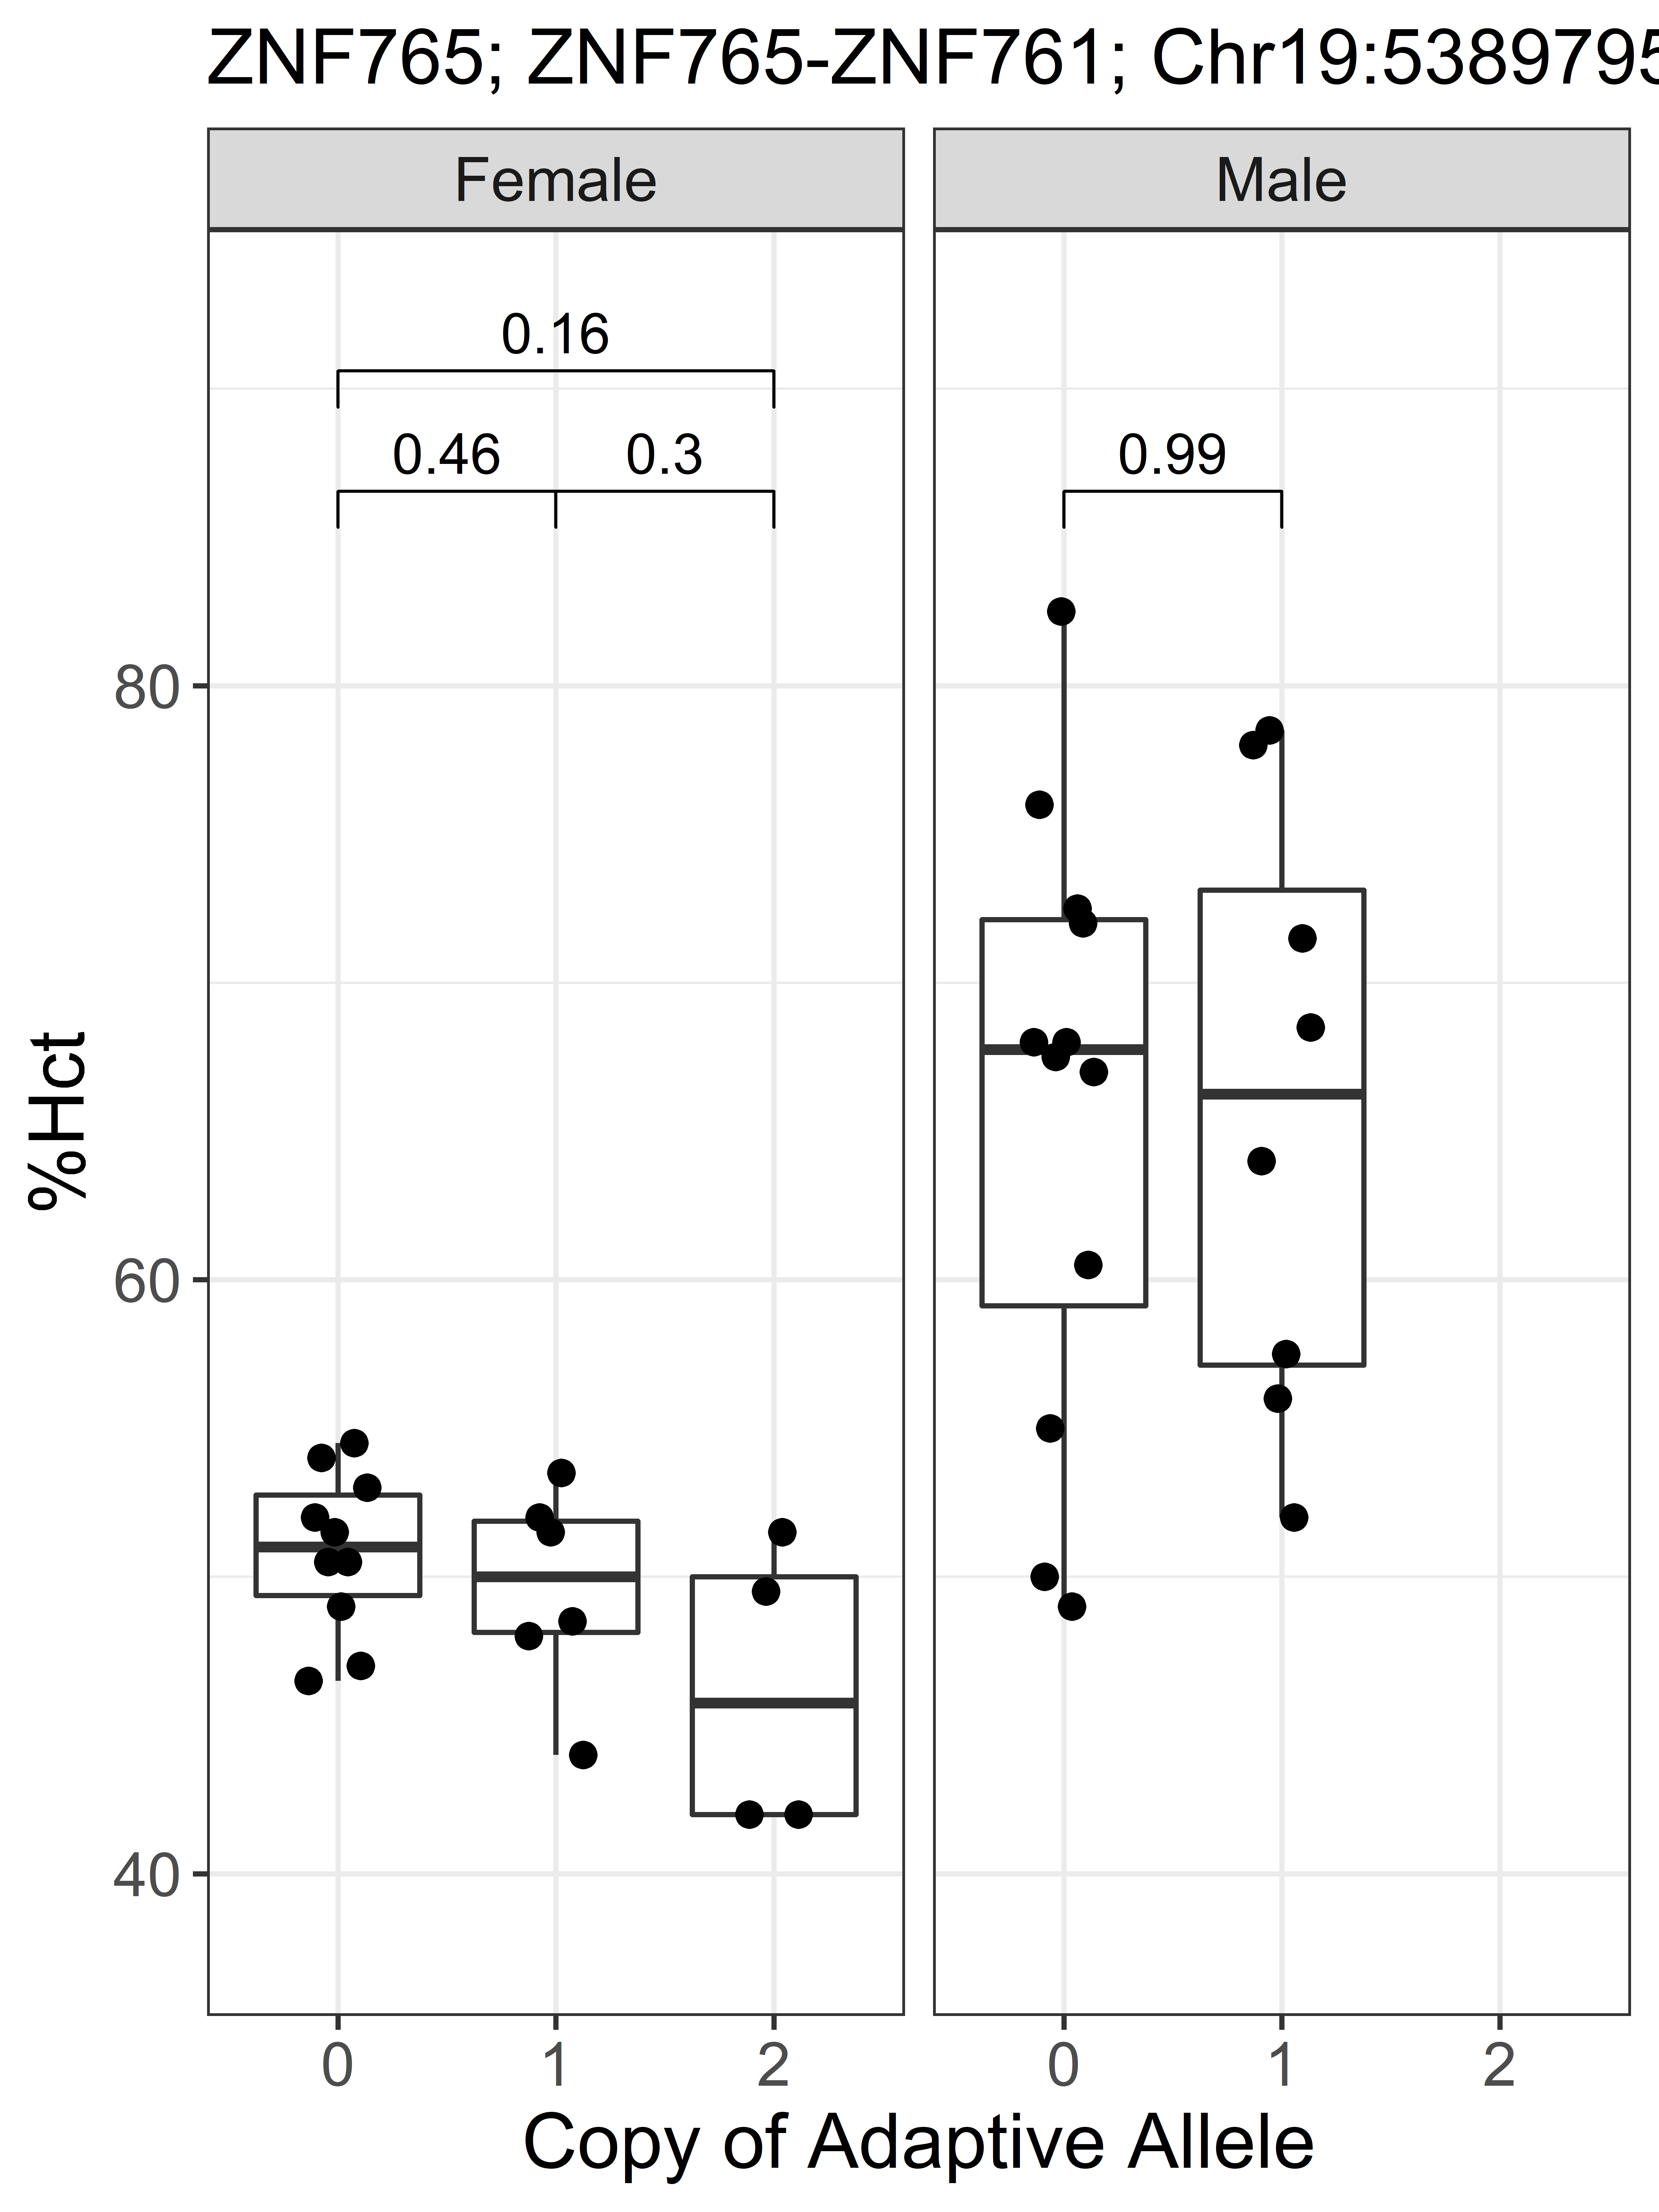 ZNF765; ZNF765-ZNF761; Chr19:5389795
Female Male
0.16
0.46 0.3 0.99
80
%Hct
60
40
0 1 2 0 1 2
Copy of Adaptive Allele